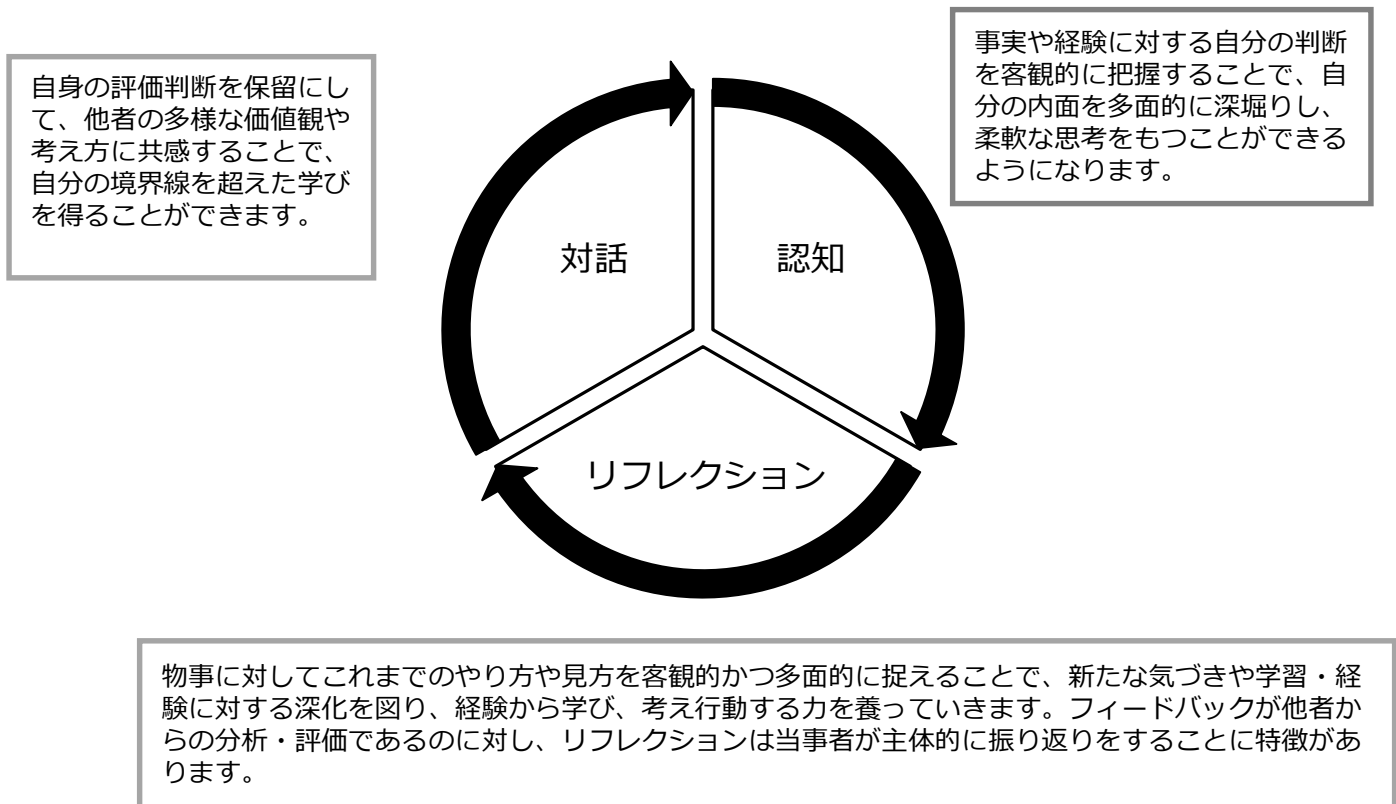 自身の評価判断を保留にし
て、他者の多様な価値観や
考え方に共感することで、
自分の境界線を超えた学び
を得ることができます。
事実や経験に対する自分の判断
を客観的に把握することで、自
分の内面を多面的に深堀りし、
柔軟な思考をもつことができる
ようになります。
対話
認知
リフレクション
物事に対してこれまでのやり方や見方を客観的かつ多面的に捉えることで、新たな気づきや学習・経
験に対する深化を図り、経験から学び、考え行動する力を養っていきます。フィードバックが他者か
らの分析・評価であるのに対し、リフレクションは当事者が主体的に振り返りをすることに特徴があ
ります。